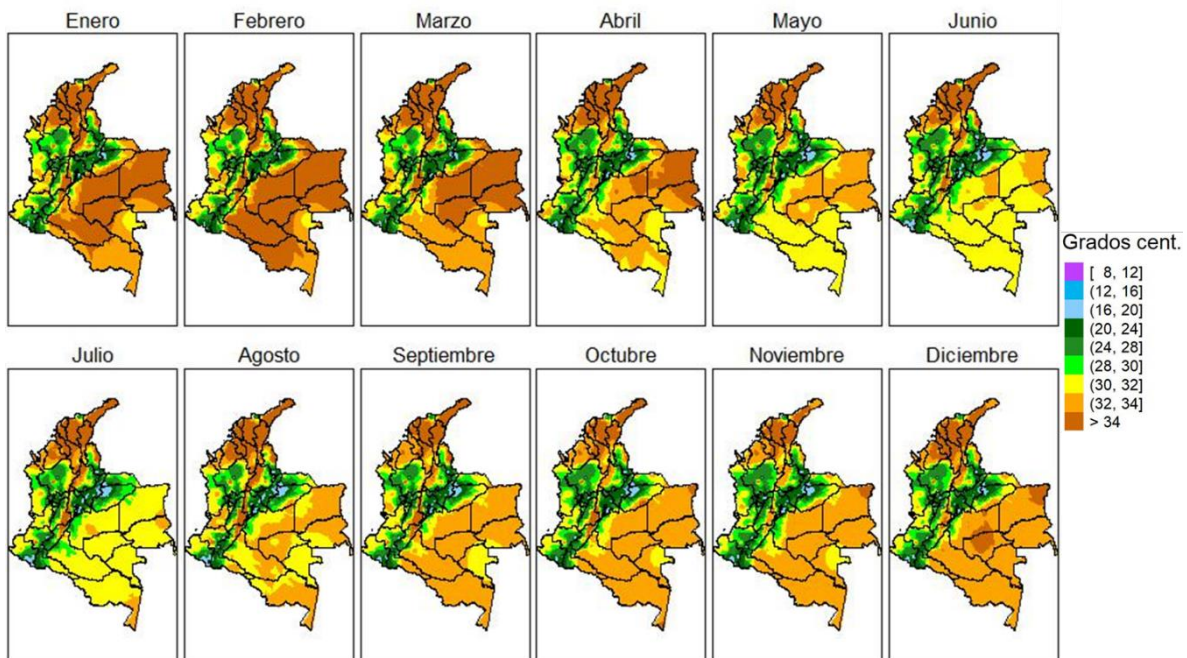 Enero
Febrero
Marzo
Abril
Mayo
Junio
Grados cent.
[ 8, 12]
(12, 16]
(16, 20]
(20, 24]
(24, 28]
(28, 30]
(30, 32]
(32, 34]
> 34
Julio
Agosto
Septiembre
Octubre
Noviembre
Diciembre